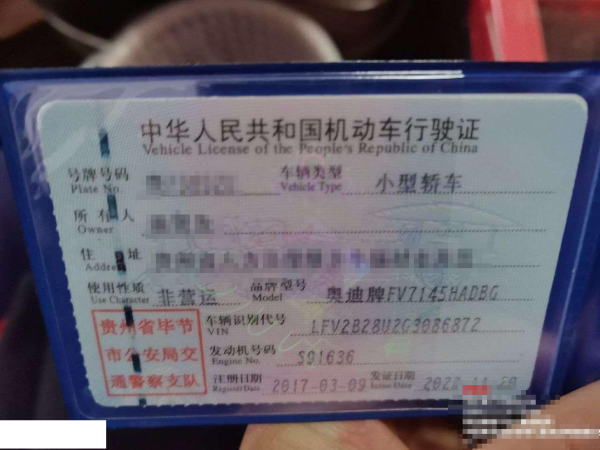 中华人民共和国机动车行驶证
Vehicle License of the People's Republic of China
号牌号码 车辆类型 小型轿车
Plate No. Vehicle Type
所有人
Owner
住 址
Address
使用性质 非营运 品牌型号 奥迪牌FV7145HADBG
Use Character Model
贵州省毕节 车辆识别代号 LFV2B28U2G3086872
市公安局交 VIN
通警察支队 发动机号码 S91636
Engine No.
注册日期 2017-03-09 发证日期
Register Date Issue Date